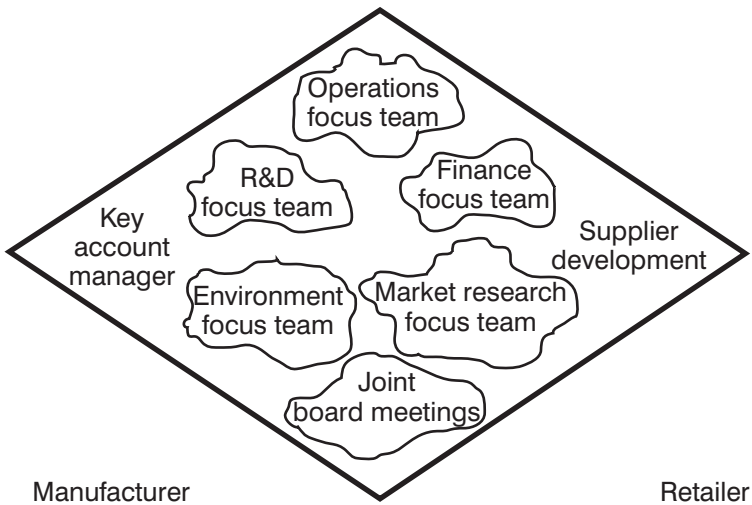 Operations
focus team
R&D
focus team
Finance
focus team
Key
account
manager
Supplier
development
Environment
focus team
Market research
focus team
Joint
board meetings
Manufacturer
Retailer